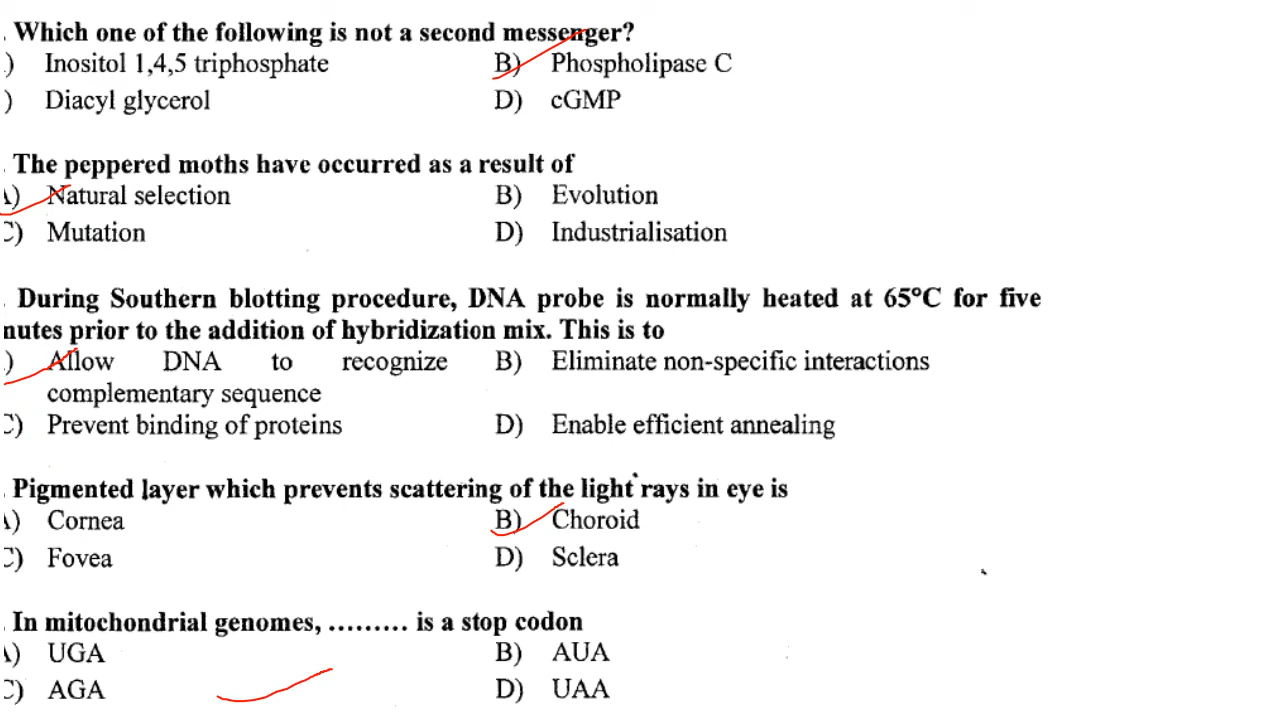 . Which one of the following is not a second messenger?
) Inositol 1,4,5 triphosphate B) Phospholipase C
) Diacyl glycerol D) cGMP
. The peppered moths have occurred as a result of
) Natural selection B) Evolution
C) Mutation D) Industrialisation
. During Southern blotting procedure, DNA probe is normally heated at 65°C for five
nutes prior to the addition of hybridization mix. This is to
) Allow DNA to recognize B) Eliminate non-specific interactions
complementary sequence
C) Prevent binding of proteins D) Enable efficient annealing
. Pigmented layer which prevents scattering of the light rays in eye is
) Cornea B) Choroid
C) Fovea D) Sclera
. In mitochondrial genomes, ......... is a stop codon
) UGA B) AUA
C) AGA D) UAA